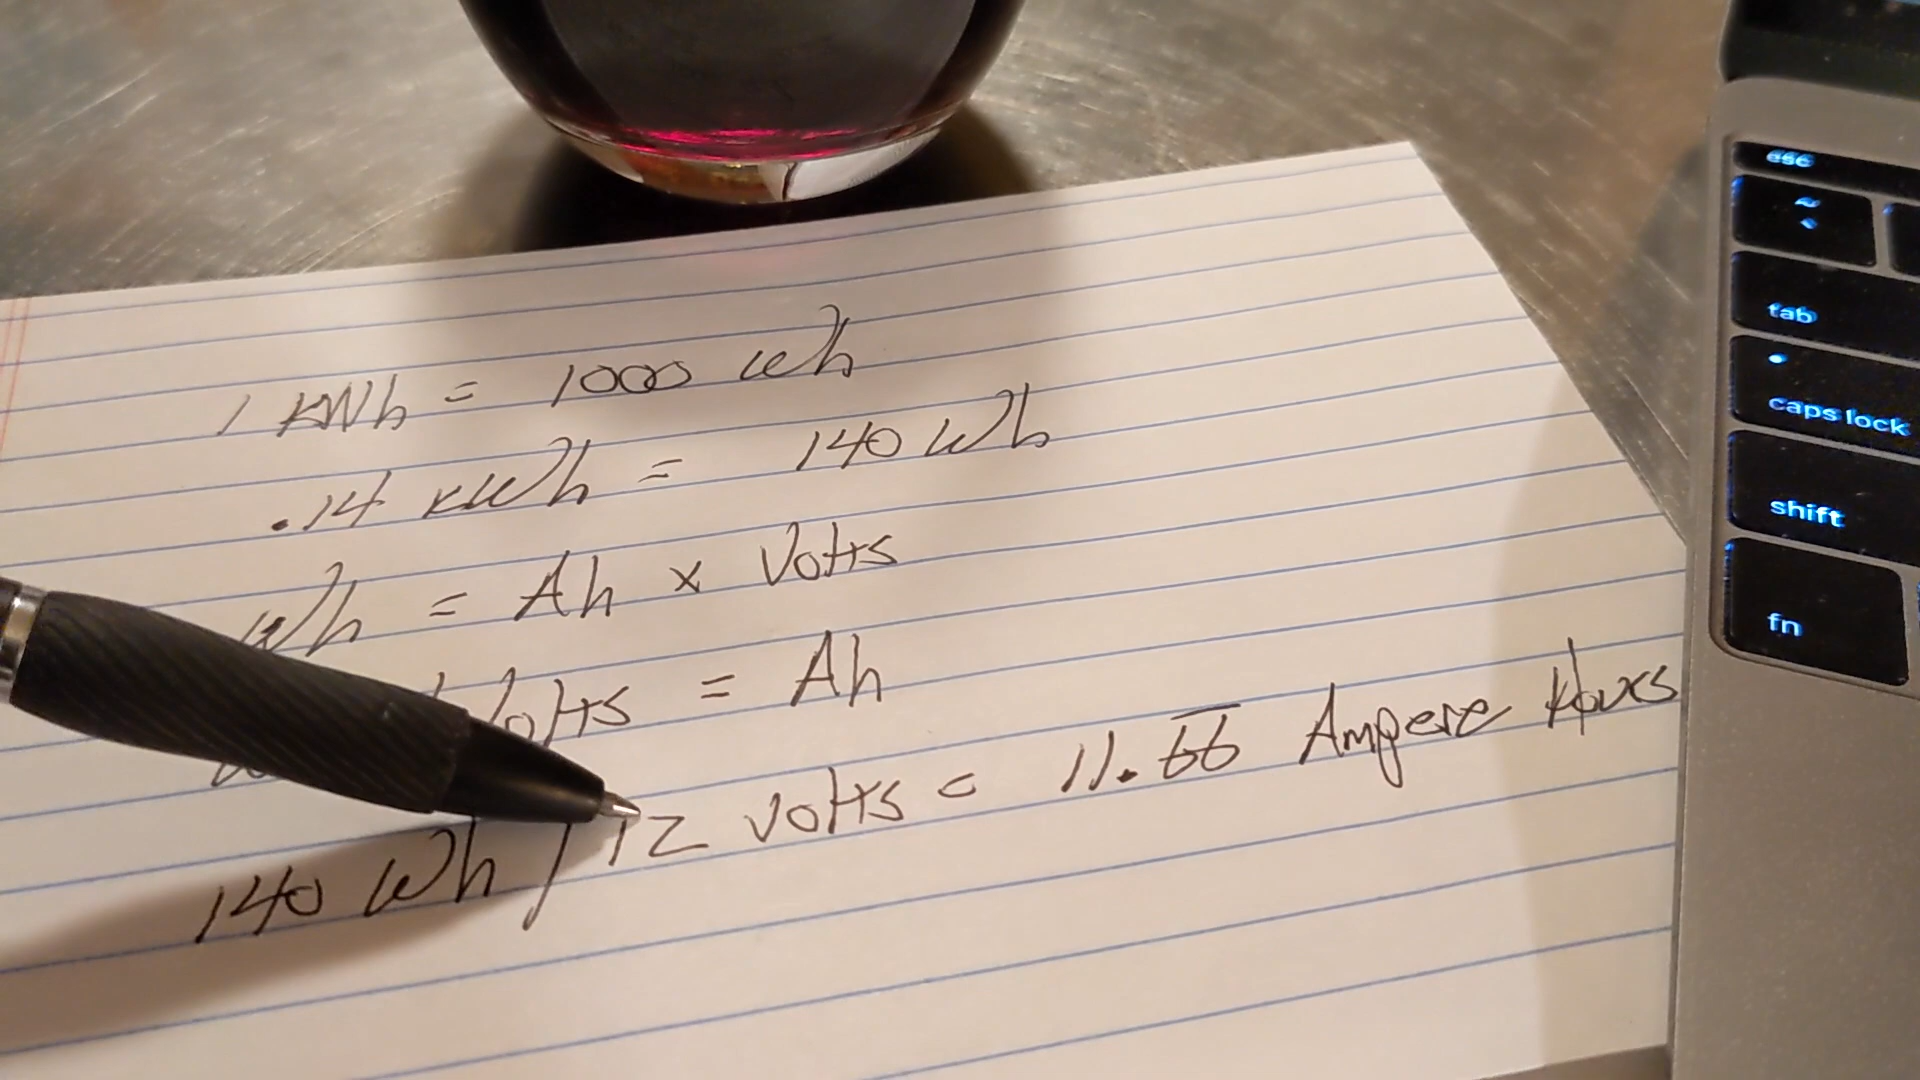 1 kWh = 1000 Wh
.14 kWh = 140 Wh
Wh = Ah x Volts
Volts = Ah
140 Wh / 12 volts = 11.66 Ampere Hours
esc
~
tab
caps lock
shift
fn